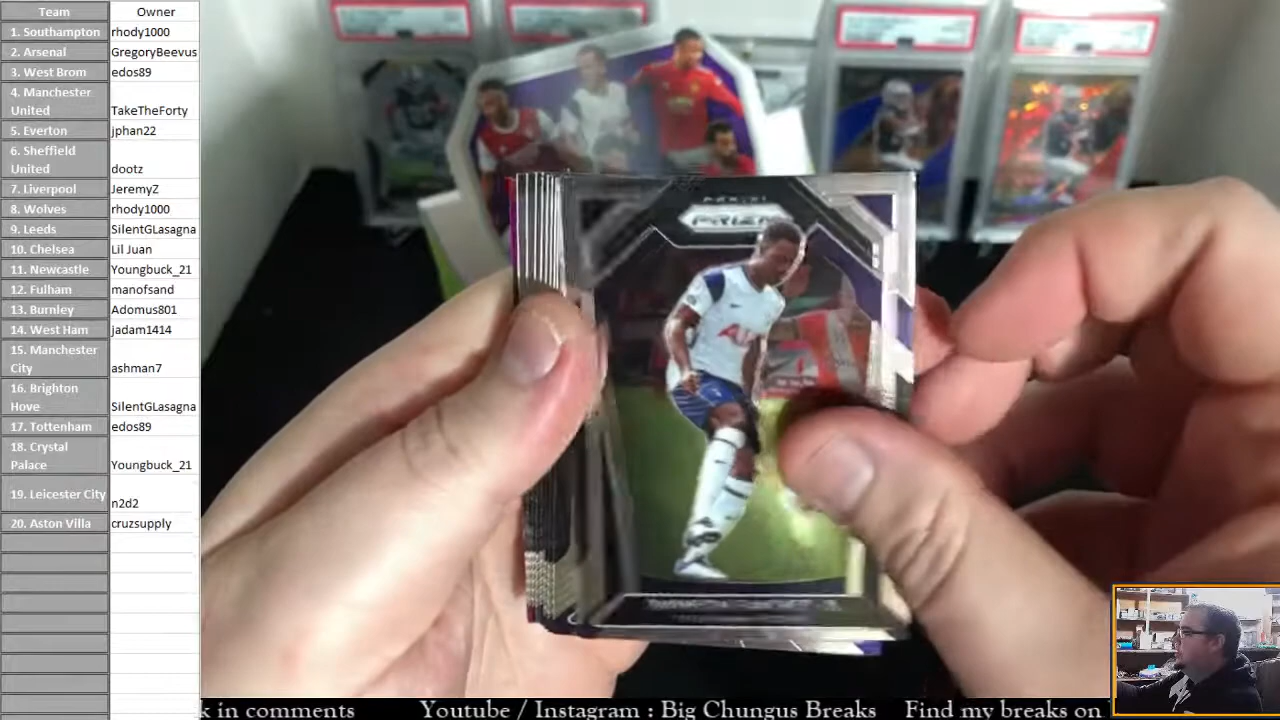 Team Owner
1. Southampton rhody1000
2. Arsenal GregoryBeevus
3. West Brom edos89
4. Manchester United TakeTheForty
5. Everton jphan22
6. Sheffield United dootz
7. Liverpool JeremyZ
8. Wolves rhody1000
9. Leeds SilentGLasagna
10. Chelsea Lil Juan
11. Newcastle Youngbuck_21
12. Fulham manofsand
13. Burnley Adomus801
14. West Ham jadam1414
15. Manchester City ashman7
16. Brighton Hove SilentGLasagna
17. Tottenham edos89
18. Crystal Palace Youngbuck_21
19. Leicester City n2d2
20. Aston Villa cruzsupply
PANINI
PRIZM
AIA
k in comments Youtube / Instagram : Big Chungus Breaks Find my breaks on